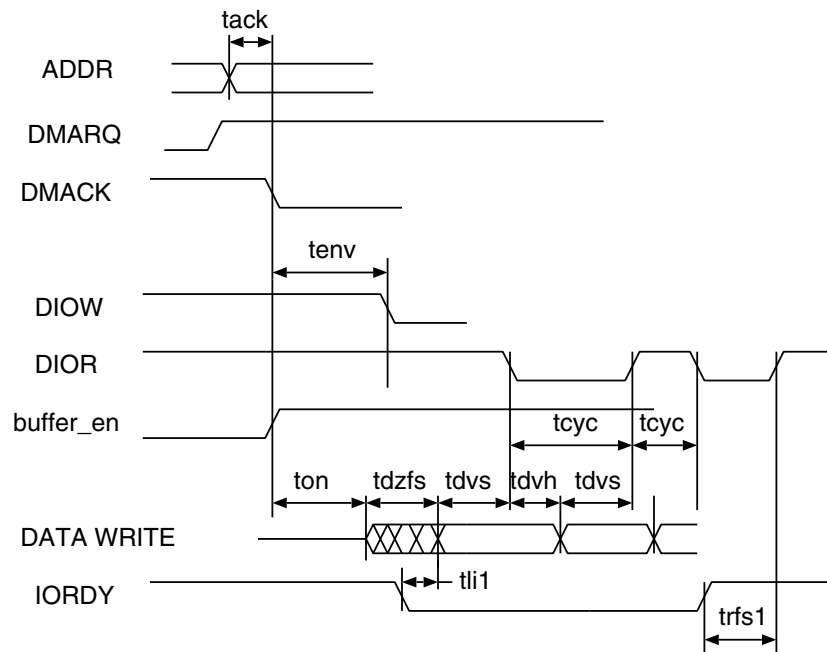 tack
ADDR
DMARQ
DMACK
tenv
DIOW
DIOR
buffer_en
tcyc tcyc
ton tdzfs tdvs tdvh tdvs
DATA WRITE
tli1
IORDY
trfs1